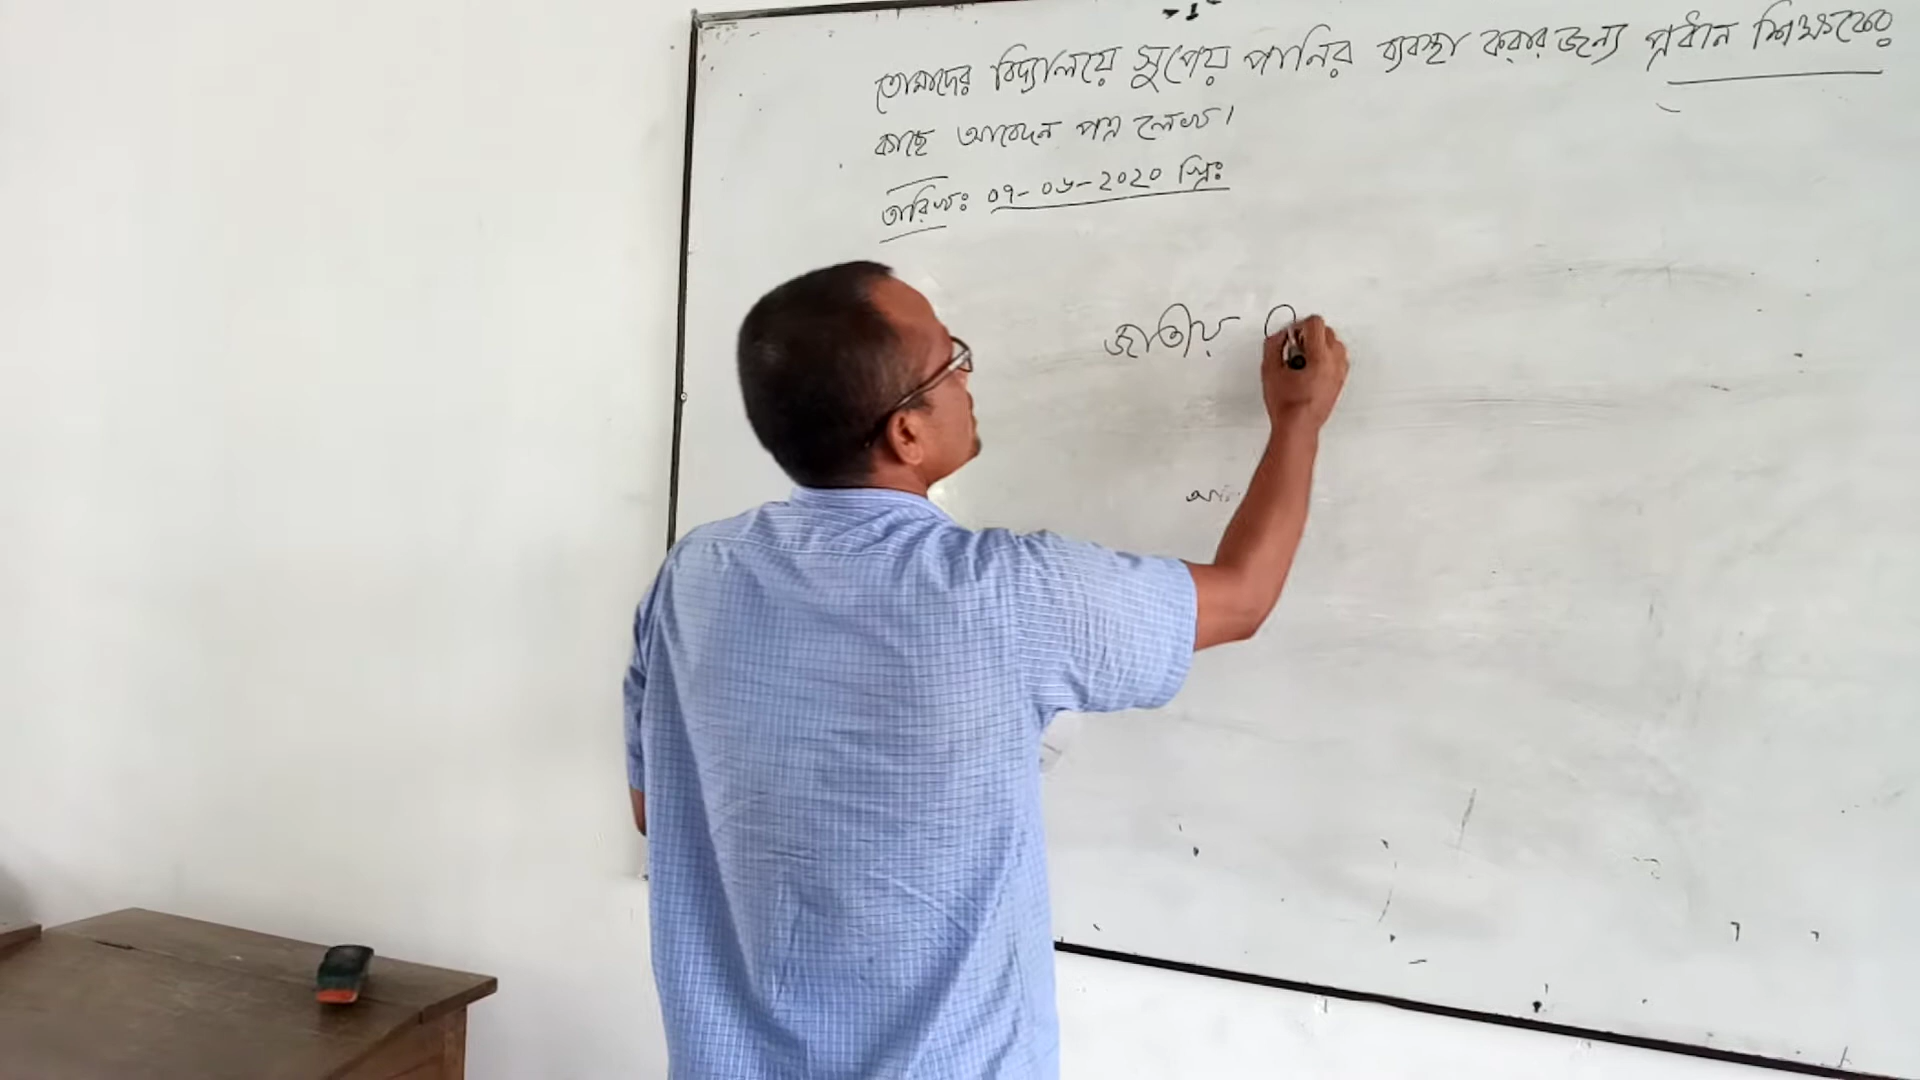 তোমাদের বিদ্যালয়ে সুপেয় পানির ব্যবস্থা করার জন্য প্রধান শিক্ষকের
কাছে আবেদন পত্র লেখ।
তারিখঃ ০৭-০৬-২০২০ খ্রিঃ
জাতীয়